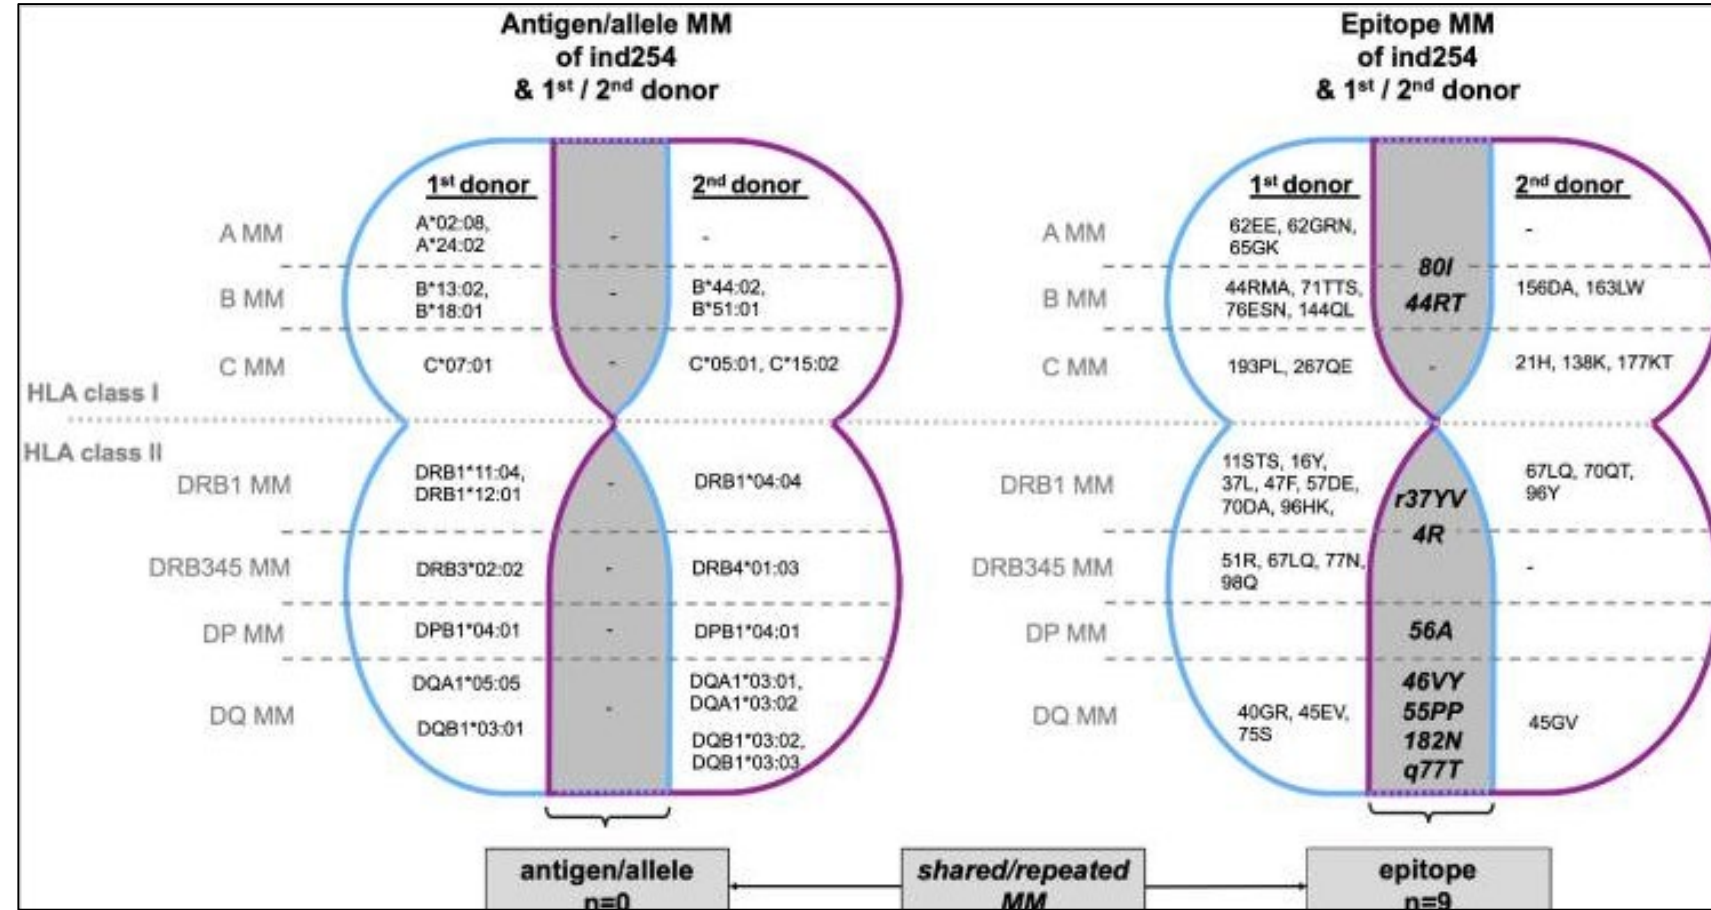 Antigen/allele MM
of ind254
& 1st / 2nd donor
1st donor
2nd donor
A MM
A*02:08,
A*24:02
-
-
B MM
B*13:02,
B*18:01
-
B*44:02,
B*51:01
C MM
C*07:01
-
C*05:01, C*15:02
HLA class I
HLA class II
DRB1 MM
DRB1*11:04,
DRB1*12:01
-
DRB1*04:04
DRB345 MM
DRB3*02:02
-
DRB4*01:03
DP MM
DPB1*04:01
-
DPB1*04:01
DQ MM
DQA1*05:05
DQB1*03:01
-
DQA1*03:01,
DQA1*03:02
DQB1*03:02,
DQB1*03:03
Epitope MM
of ind254
& 1st / 2nd donor
1st donor
2nd donor
A MM
62EE, 62GRN,
65GK
-
80I
B MM
44RMA, 71TTS,
76ESN, 144QL
44RT
156DA, 163LW
C MM
193PL, 267QE
-
21H, 138K, 177KT
DRB1 MM
11STS, 16Y,
37L, 47F, 57DE,
70DA, 96HK,
r37YV
4R
67LQ, 70QT,
96Y
DRB345 MM
51R, 67LQ, 77N,
98Q
-
DP MM
56A
DQ MM
40GR, 45EV,
75S
46VY
55PP
182N
q77T
45GV
antigen/allele
n=0
shared/repeated
MM
epitope
n=9